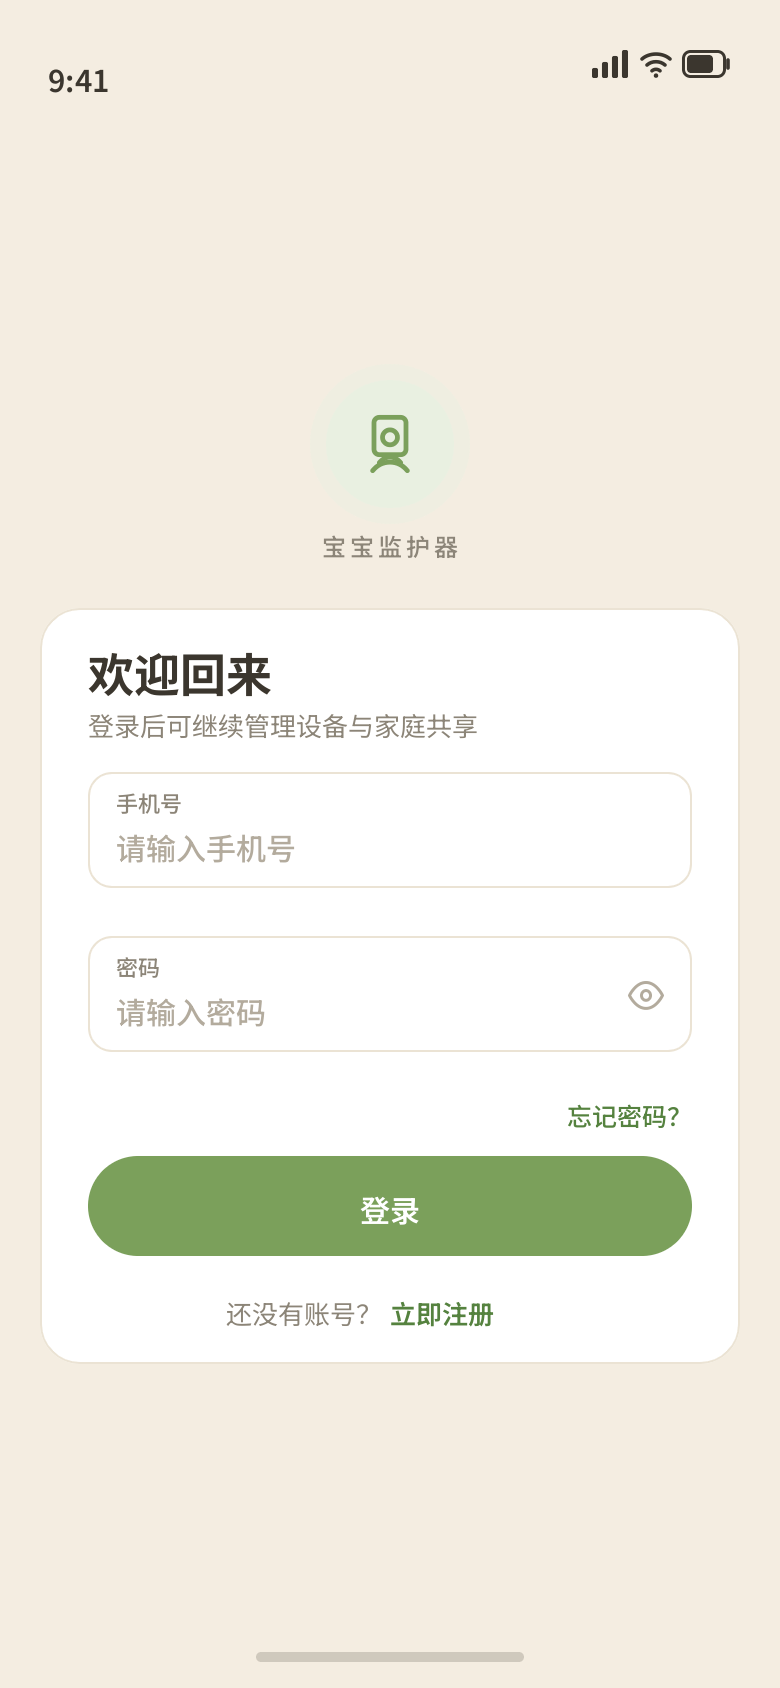 9:41
宝宝监护器
欢迎回来
登录后可继续管理设备与家庭共享
手机号
请输入手机号
密码
请输入密码
忘记密码?
登录
还没有账号? 立即注册